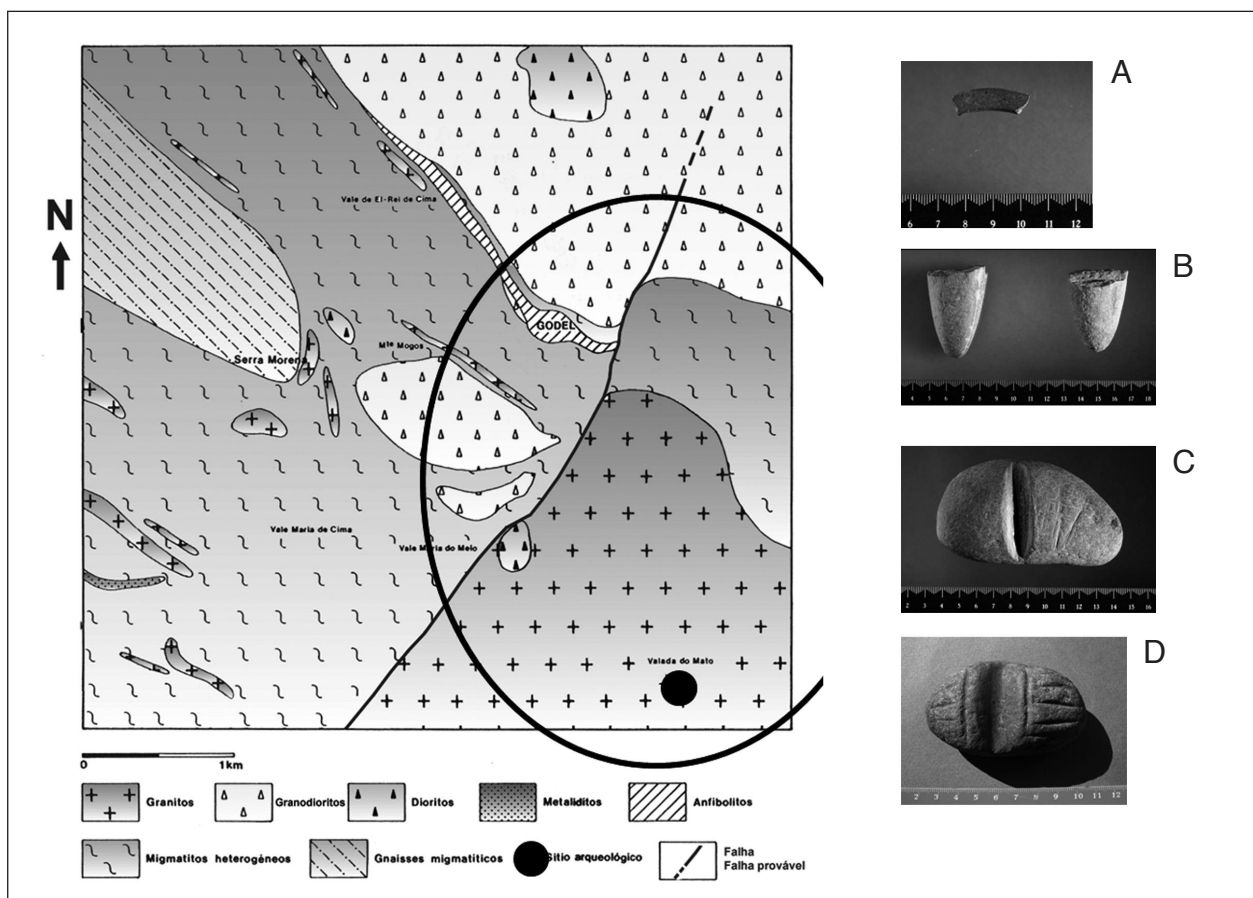 N
Vale de El-Rei de Cima
GODEL
Mte Mogos
Serra Morena
Vale Maria de Cima
Vale Maria do Meio
Valada do Mato
0 1km
Granitos
Granodioritos
Dioritos
Metaliditos
Anfibolitos
Migmatitos heterogéneos
Gnaisses migmatíticos
Sítio arqueológico
Falha
Falha provável
A
6 7 8 9 10 11 12
B
4 5 6 7 8 9 10 11 12 13 14 15 16 17 18
C
2 3 4 5 6 7 8 9 10 11 12 13 14 15 16
D
2 3 4 5 6 7 8 9 10 11 12